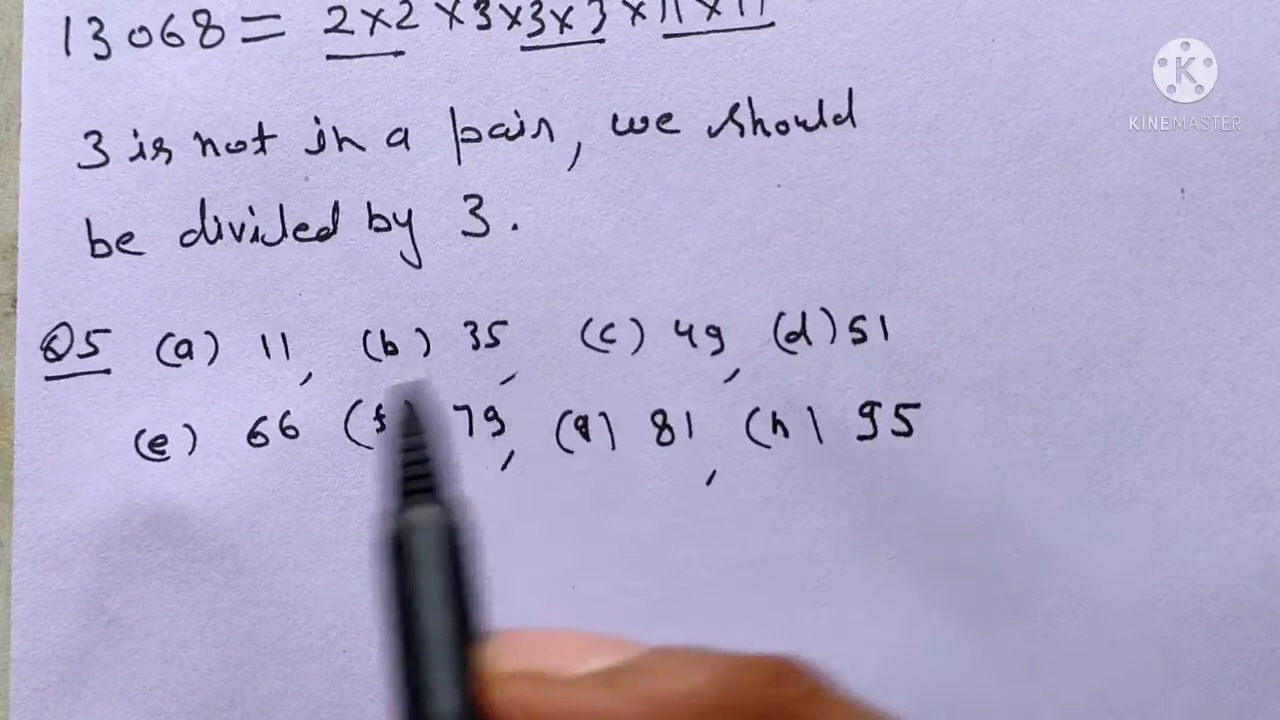 13068 = 2×2 ×3×3×3 ×11×11
3 is not in a pair, we should
be divided by 3.
Q5 (a) 11, (b) 35, (c) 49, (d) 51
(e) 66 (f) 79, (g) 81, (h) 95
KINEMASTER